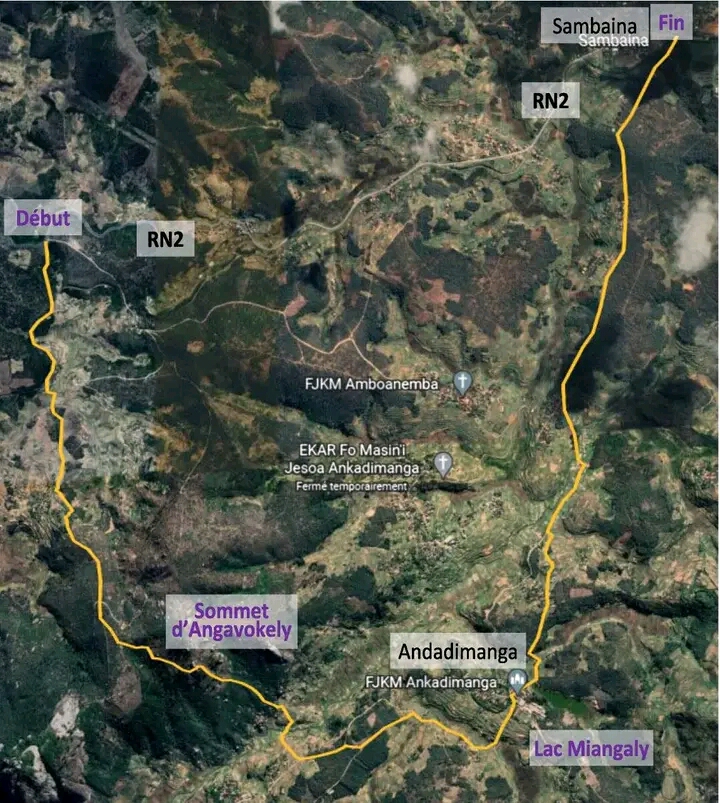 Sambaina
Fin
Sambaina
RN2
Début
RN2
FJKM Amboanemba
EKAR Fo Masin'i
Jesoa Ankadimanga
Fermé temporairement
Sommet
d'Angavokely
Andadimanga
FJKM Ankadimanga
Lac Miangaly